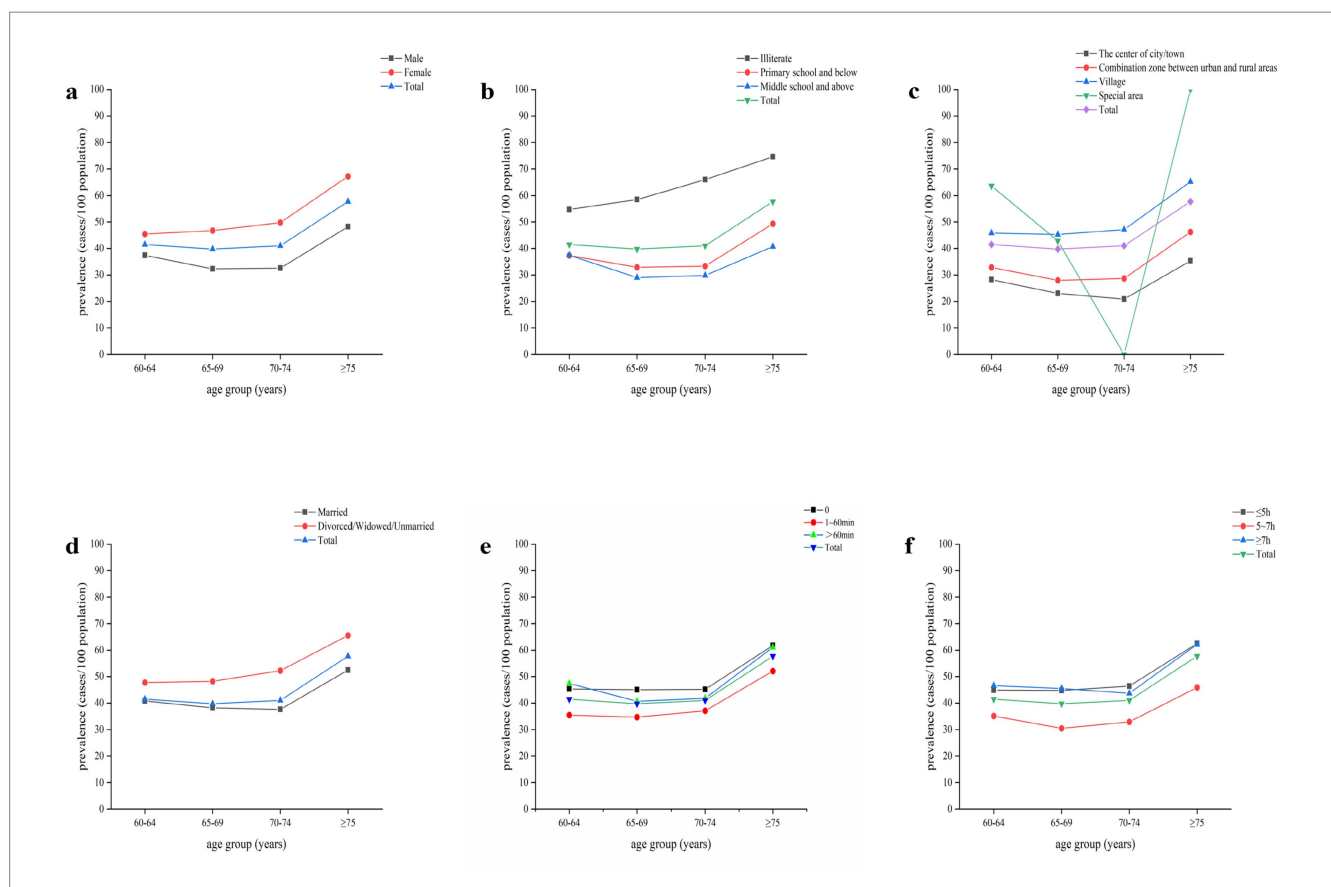 a
Male
Female
Total
prevalence (cases/100 population)
100
90
80
70
60
50
40
30
20
10
0
60-64
65-69
70-74
≥75
age group (years)
b
Illiterate
Primary school and below
Middle school and above
Total
prevalence (cases/100 population)
100
90
80
70
60
50
40
30
20
10
0
60-64
65-69
70-74
≥75
age group (years)
c
The center of city/town
Combination zone between urban and rural areas
Village
Special area
Total
prevalence (cases/100 population)
100
90
80
70
60
50
40
30
20
10
0
60-64
65-69
70-74
≥75
age group (years)
d
Married
Divorced/Widowed/Unmarried
Total
prevalence (cases/100 population)
100
90
80
70
60
50
40
30
20
10
0
60-64
65-69
70-74
≥75
age group (years)
e
0
1~60min
>60min
Total
prevalence (cases/100 population)
100
90
80
70
60
50
40
30
20
10
0
60-64
65-69
70-74
≥75
age group (years)
f
≤5h
5~7h
≥7h
Total
prevalence (cases/100 population)
100
90
80
70
60
50
40
30
20
10
0
60-64
65-69
70-74
≥75
age group (years)